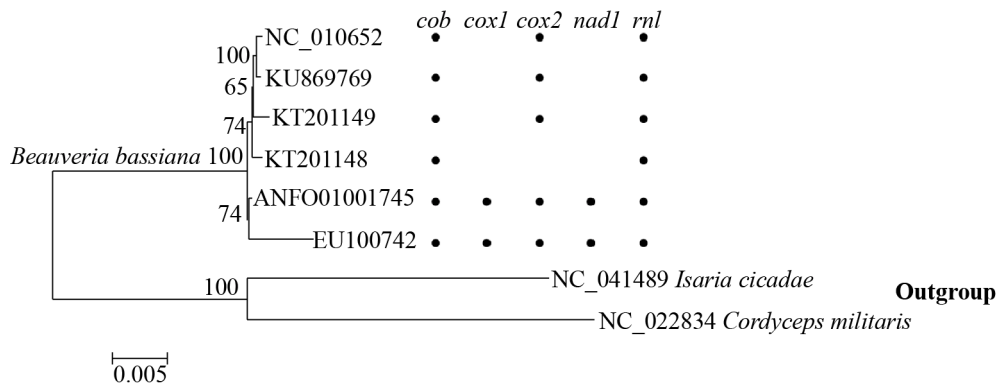 cob cox1 cox2 nad1 rnl
NC_010652
100
KU869769
65
KT201149
74
Beauveria bassiana 100 KT201148
ANFO01001745
74
EU100742
NC_041489 Isaria cicadae
100
Outgroup
NC_022834 Cordyceps militaris
0.005